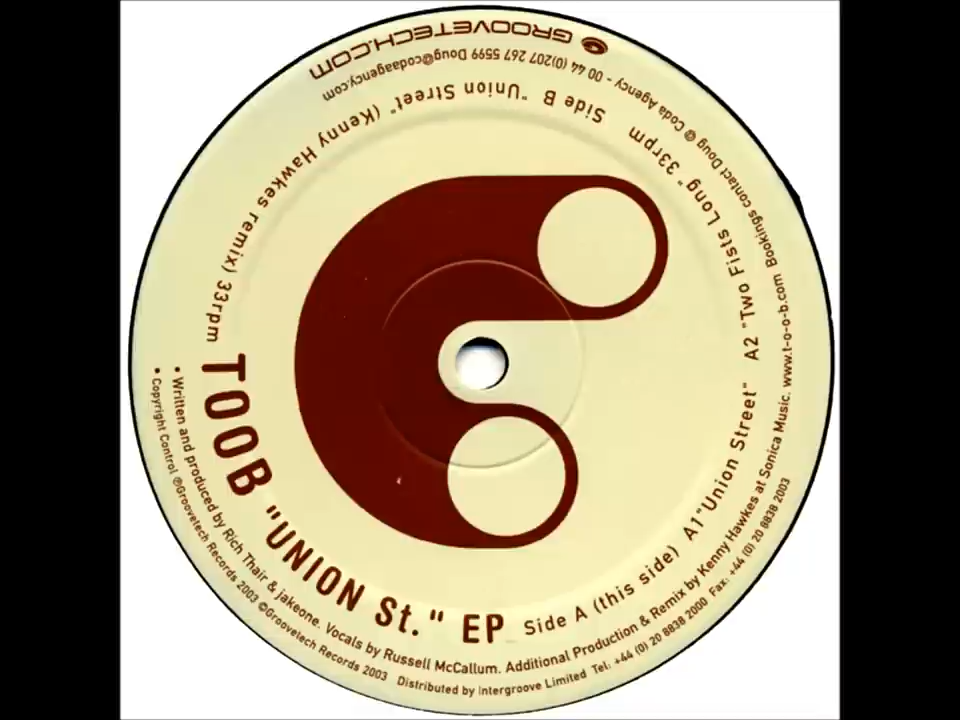 TOOB "UNION St." EP Side A (this side) A1 "Union Street" A2 "Two Fists Long" 33rpm Side B "Union Street" (Kenny Hawkes remix) 33rpm
• Written and produced by Rich Thair & jakeone. Vocals by Russell McCallum. Additional Production & Remix by Kenny Hawkes at Sonica Music. www.t-o-o-b.com Bookings contact Doug @ Coda Agency - 00 44 (0)207 267 5599 Doug@codaagency.com
• Copyright Control ℗Groovetech Records 2003 ©Groovetech Records 2003 Distributed by Intergroove Limited Tel: +44 (0) 20 8838 2000 Fax: +44 (0) 20 8838 2003
GROOVETECH.COM